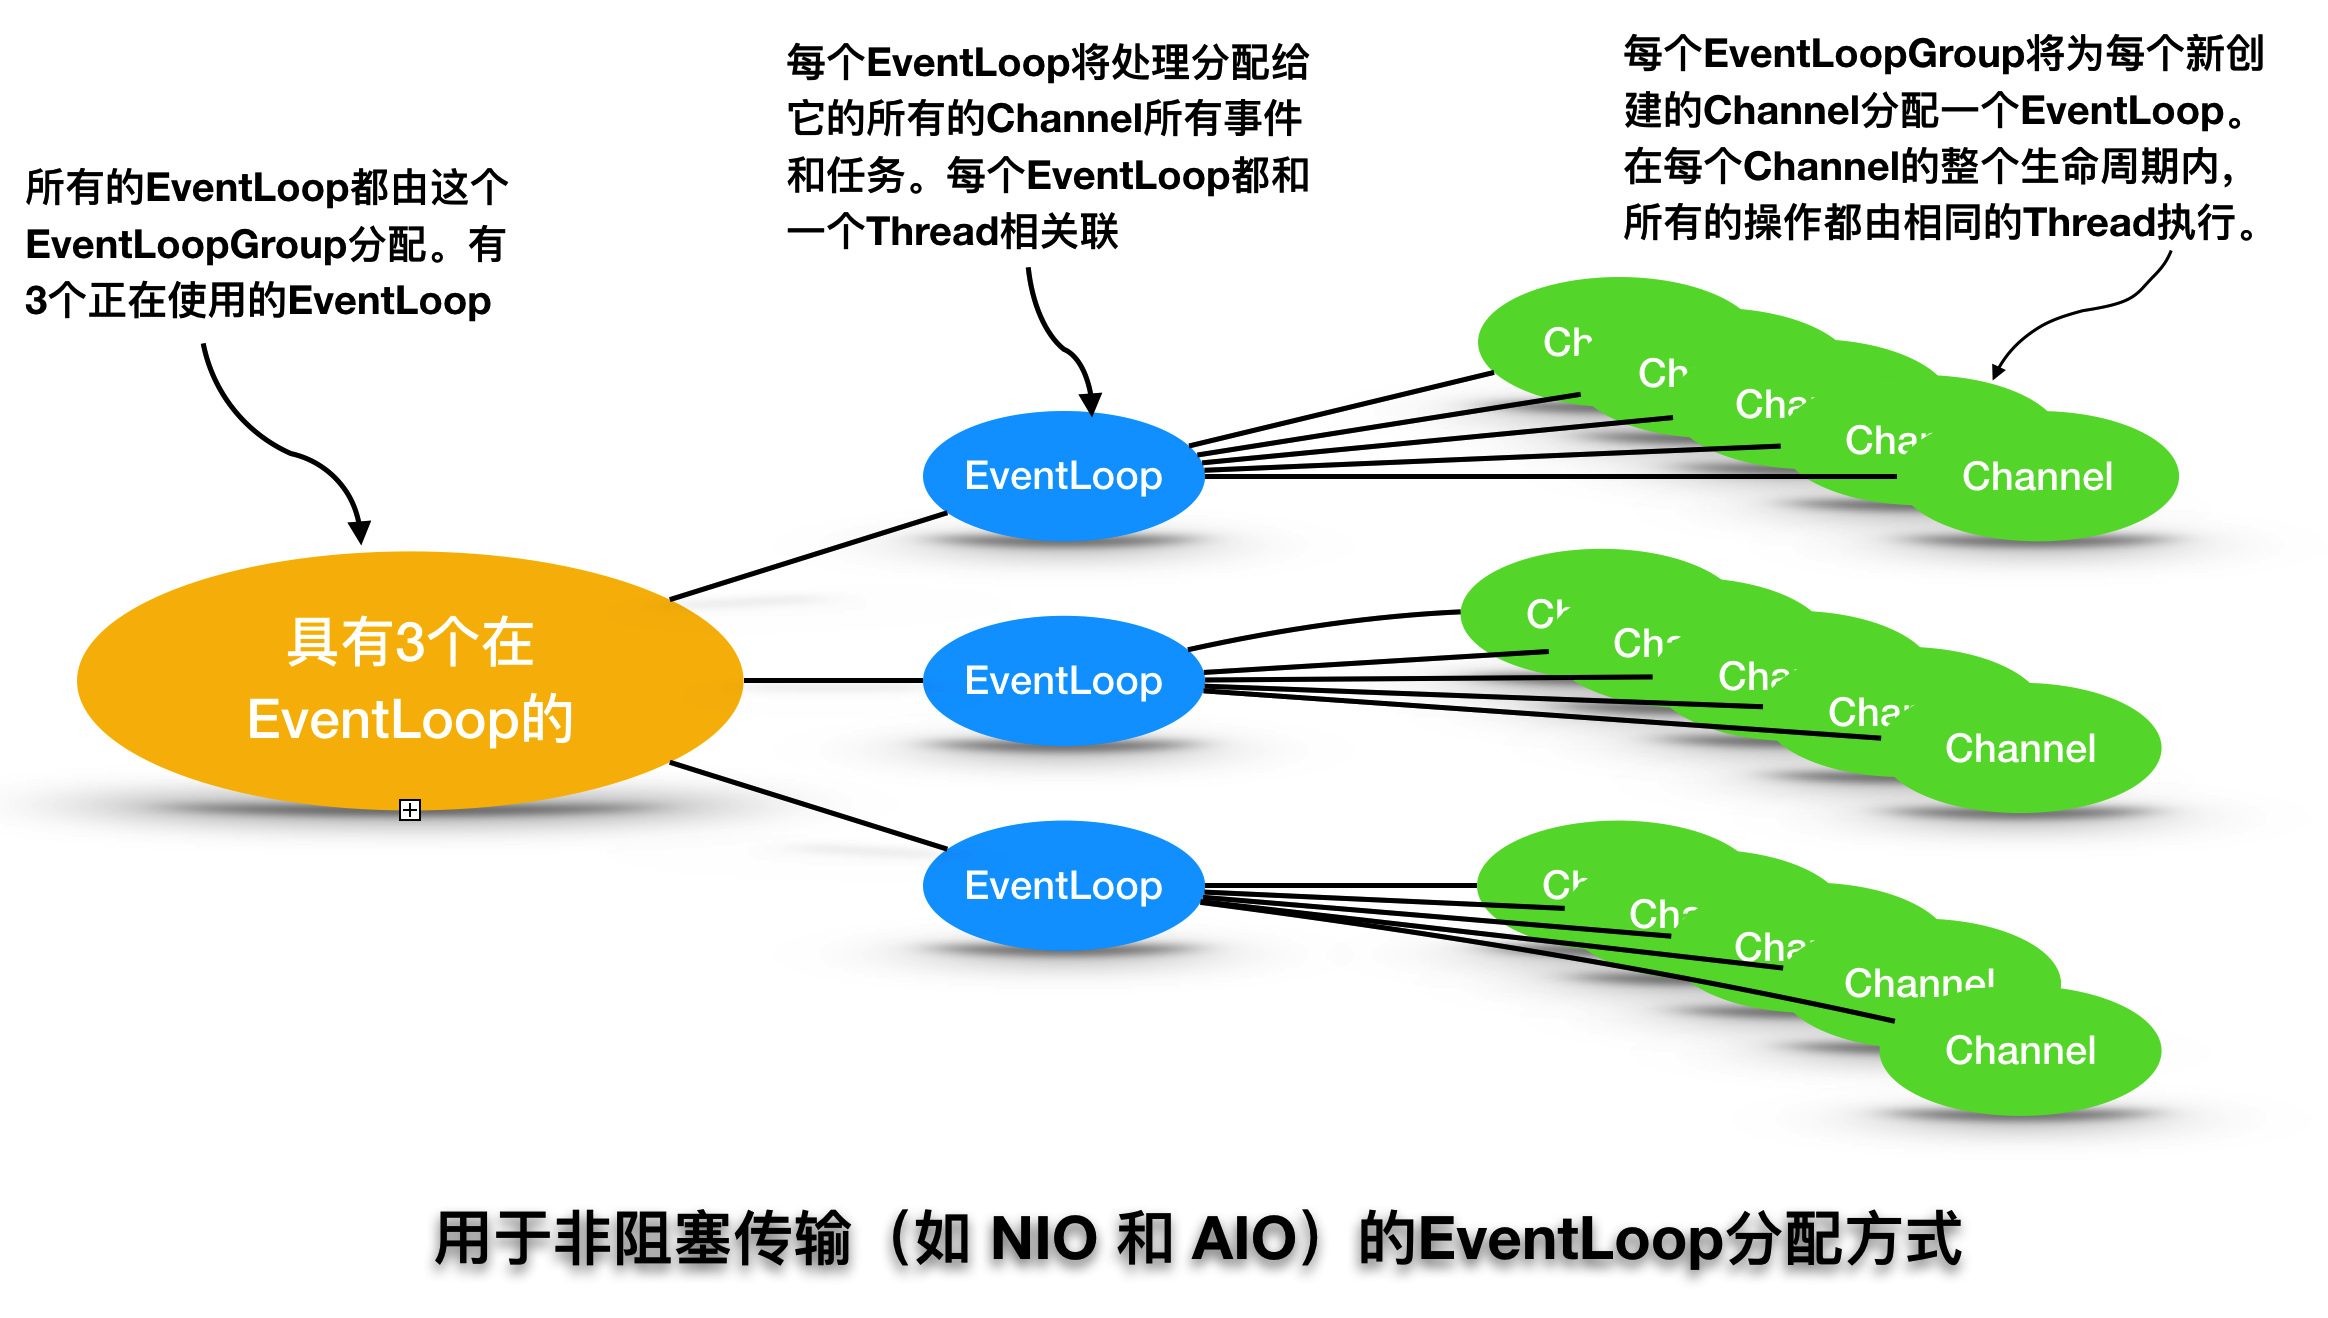 所有的EventLoop都由这个
EventLoopGroup分配。有
3个正在使用的EventLoop
每个EventLoop将处理分配给
它的所有的Channel所有事件
和任务。每个EventLoop都和
一个Thread相关联
每个EventLoopGroup将为每个新创
建的Channel分配一个EventLoop。
在每个Channel的整个生命周期内，
所有的操作都由相同的Thread执行。
具有3个在
EventLoop的
EventLoop
Ch
Ch
Cha
Chan
Channel
EventLoop
Ch
Cha
Cha
Chan
Channel
EventLoop
Ch
Cha
Cha
Channel
Channel
用于非阻塞传输（如 NIO 和 AIO）的EventLoop分配方式